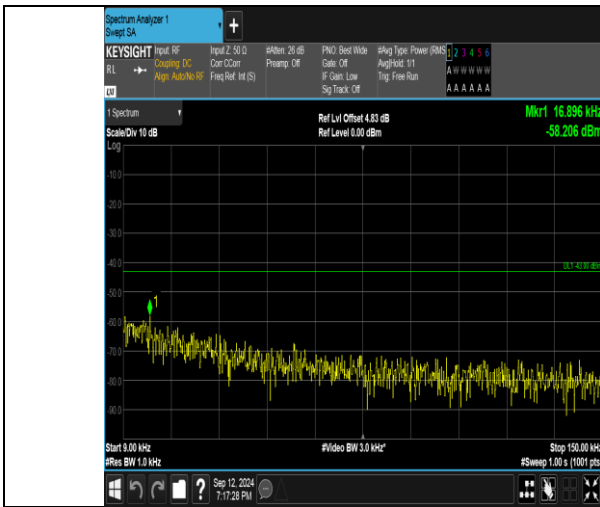 Spectrum Analyzer 1
Swept SA
+
KEYSIGHT Input: RF Input Z: 50 Ω #Atten: 26 dB PNO: Best Wide #Avg Type: Power (RMS 1 2 3 4 5 6
RL Coupling: DC Corr CCorr Preamp: Off Gate: Off Avg|Hold: 1/1 A W W W W W
Align: Auto/No RF Freq Ref: Int (S) IF Gain: Low Trig: Free Run
LXI Sig Track: Off A A A A A A
1 Spectrum Ref Lvl Offset 4.83 dB Mkr1 16.896 kHz
Scale/Div 10 dB Ref Level 0.00 dBm -58.206 dBm
Log
-10.0
-20.0
-30.0
-40.0
DL1 -43.00 dBm
-50.0
1
-60.0
-70.0
-80.0
-90.0
Start 9.00 kHz #Video BW 3.0 kHz* Stop 150.00 kHz
#Res BW 1.0 kHz #Sweep 1.00 s (1001 pts
? Sep 12, 2024
7:17:28 PM